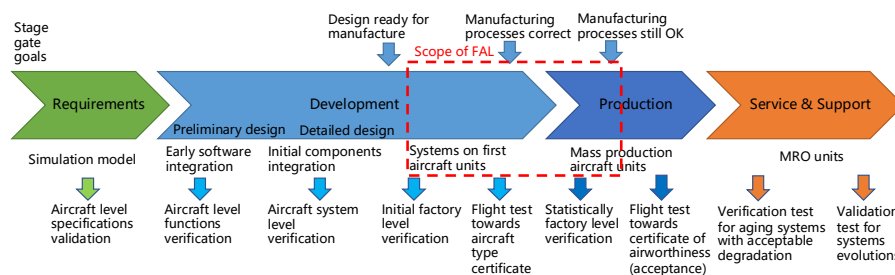 Stage
gate
goals
Design ready for
manufacture
Manufacturing
processes correct
Manufacturing
processes still OK
Scope of FAL
Requirements
Development
Production
Service & Support
Preliminary design
Detailed design
Simulation model
Early software
integration
Initial components
integration
Systems on first
aircraft units
Mass production
aircraft units
MRO units
Aircraft level
specifications
validation
Aircraft level
functions
verification
Aircraft system
level
verification
Initial factory
level
verification
Flight test
towards
aircraft
type
certificate
Statistically
factory level
verification
Flight test
towards
certificate of
airworthiness
(acceptance)
Verification test
for aging systems
with acceptable
degradation
Validation
test for
systems
evolution